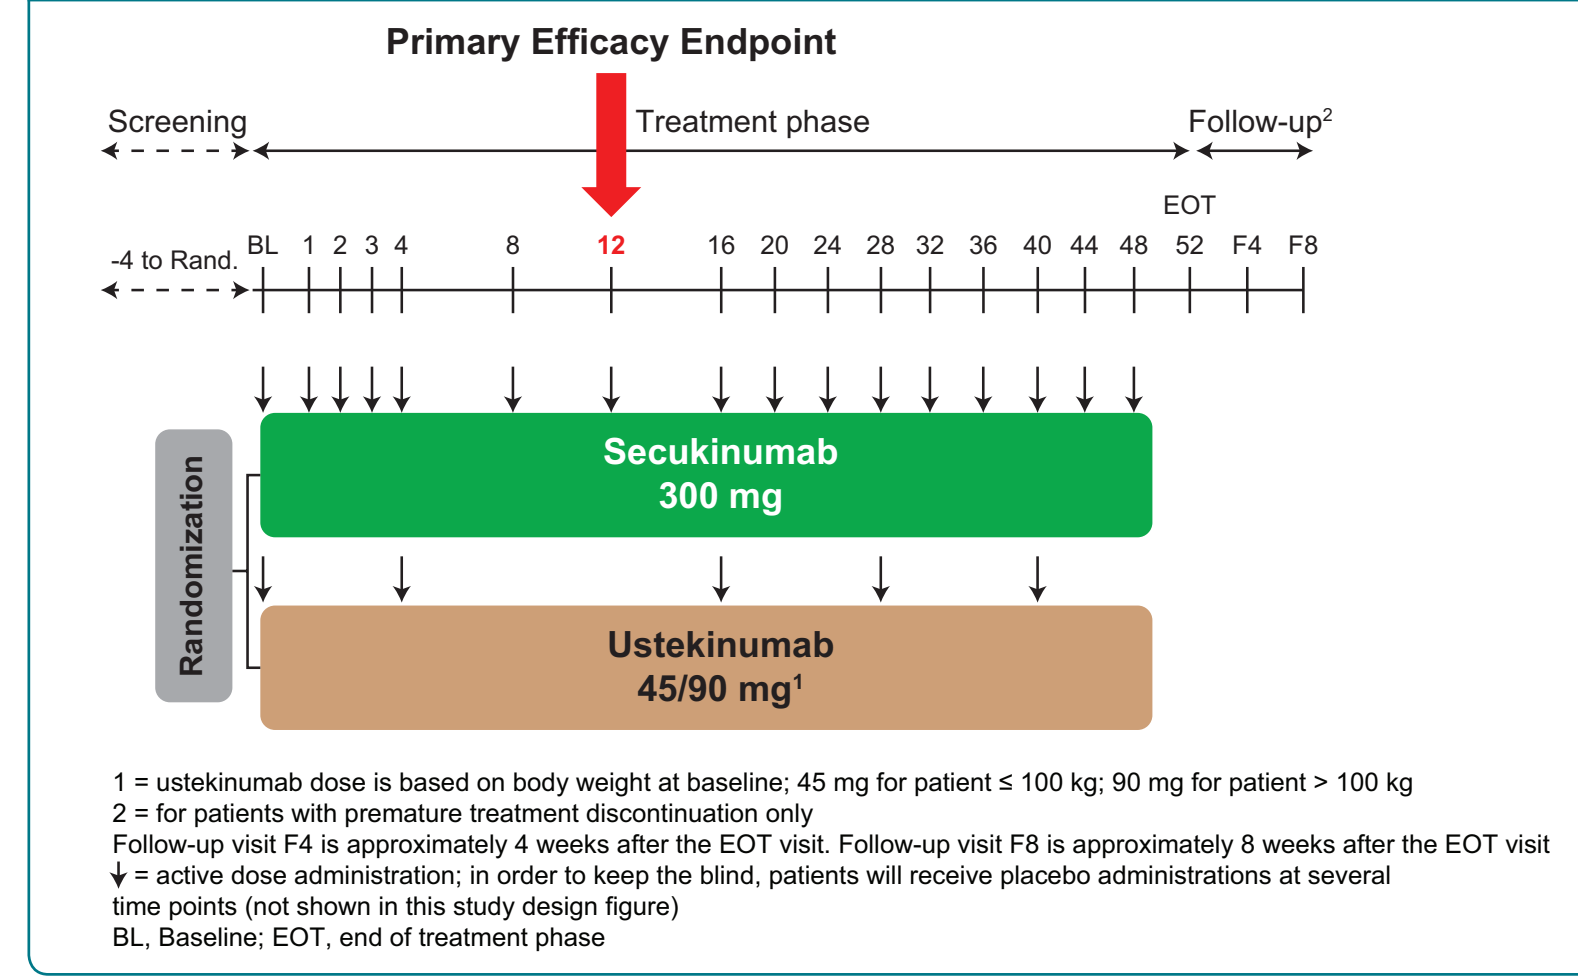 Primary Efficacy Endpoint
Screening
Treatment phase
Follow-up²
EOT
-4 to Rand. BL 1 2 3 4 8 12 16 20 24 28 32 36 40 44 48 52 F4 F8
Randomization
Secukinumab
300 mg
Ustekinumab
45/90 mg¹
1 = ustekinumab dose is based on body weight at baseline; 45 mg for patient ≤ 100 kg; 90 mg for patient > 100 kg
2 = for patients with premature treatment discontinuation only
Follow-up visit F4 is approximately 4 weeks after the EOT visit. Follow-up visit F8 is approximately 8 weeks after the EOT visit
↓ = active dose administration; in order to keep the blind, patients will receive placebo administrations at several
time points (not shown in this study design figure)
BL, Baseline; EOT, end of treatment phase